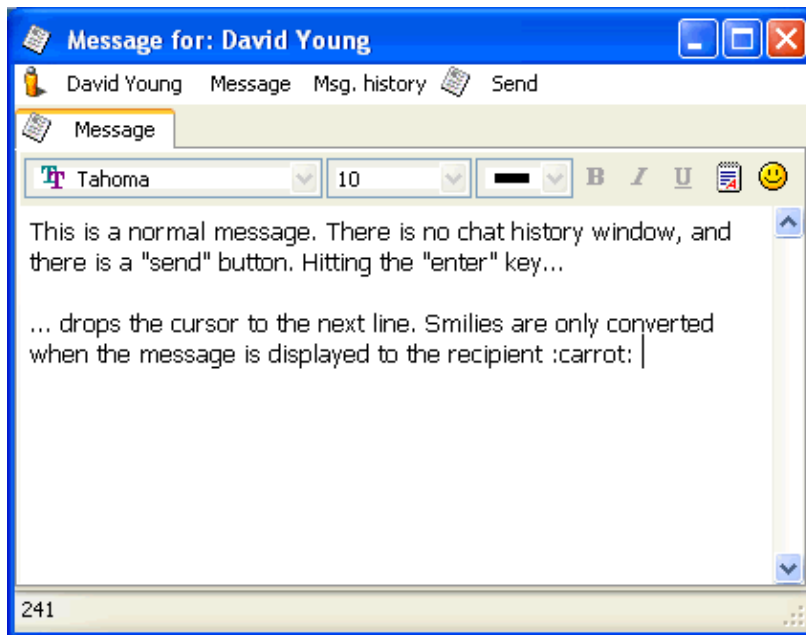 Message for: David Young
David Young Message Msg. history Send
Message
Tahoma 10 B I U
This is a normal message. There is no chat history window, and
there is a "send" button. Hitting the "enter" key...
... drops the cursor to the next line. Smilies are only converted
when the message is displayed to the recipient :carrot:
241